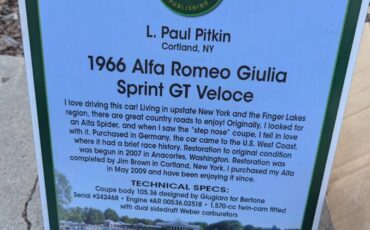 PUBLISHING
L. Paul Pitkin
Cortland, NY
1966 Alfa Romeo Giulia
Sprint GT Veloce
I love driving this car! Living in upstate New York and the Finger Lakes
region, there are great country roads to enjoy! Originally, I looked for
an Alfa Spider, and when I saw the "step nose" coupe, I fell in love
with it. Purchased in Germany, the car came to the U.S. West Coast,
where it had a brief race history. Restoration to original condition
was begun in 2007 in Anacortes, Washington. Restoration was
completed by Jim Brown in Cortland, New York. I purchased my Alfa
in May 2009 and have been enjoying it since.
TECHNICAL SPECS:
Coupe body 105.36 designed by Giugiaro for Bertone
Serial #242468 • Engine #AR 00536.02518 • 1,570-cc twin-cam fitted
with dual sidedraft Weber carburetors